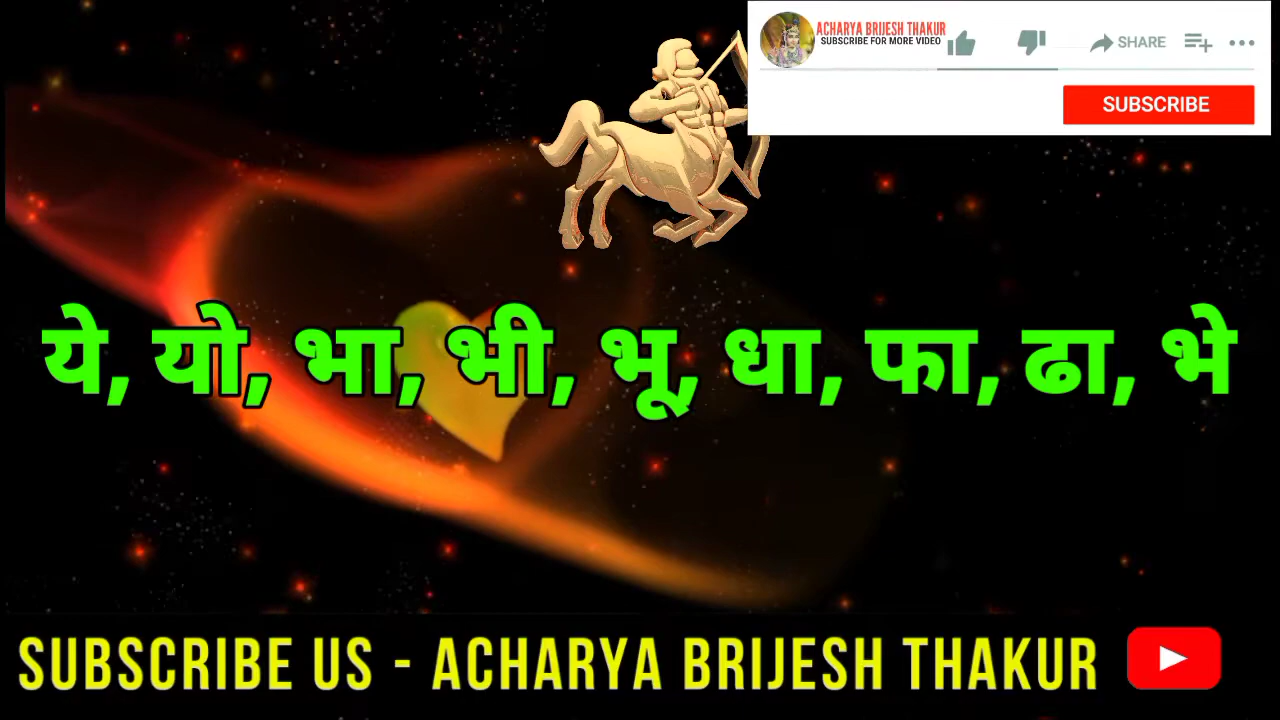 ACHARYA BRIJESH THAKUR
SUBSCRIBE FOR MORE VIDEO
SHARE
SUBSCRIBE
ये, यो, भा, भी, भू, धा, फा, ढा, भे
SUBSCRIBE US - ACHARYA BRIJESH THAKUR